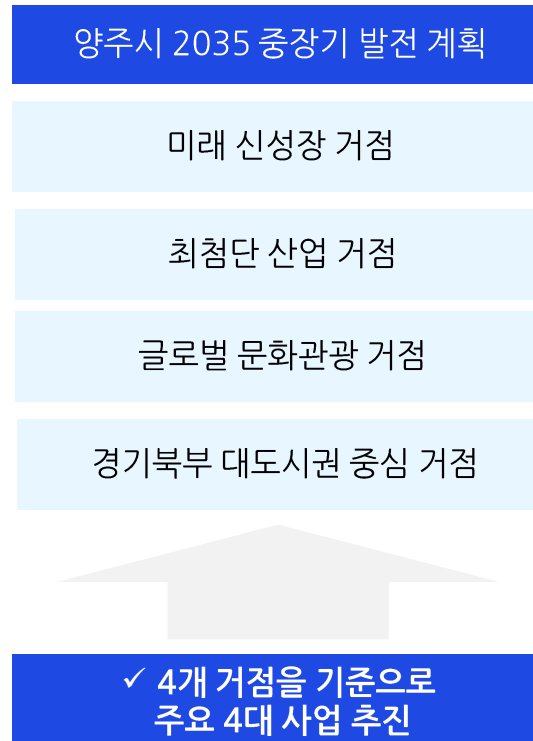 양주시 2035 중장기 발전 계획
미래 신성장 거점
최첨단 산업 거점
글로벌 문화관광 거점
경기북부 대도시권 중심 거점
✓ 4개 거점을 기준으로
주요 4대 사업 추진